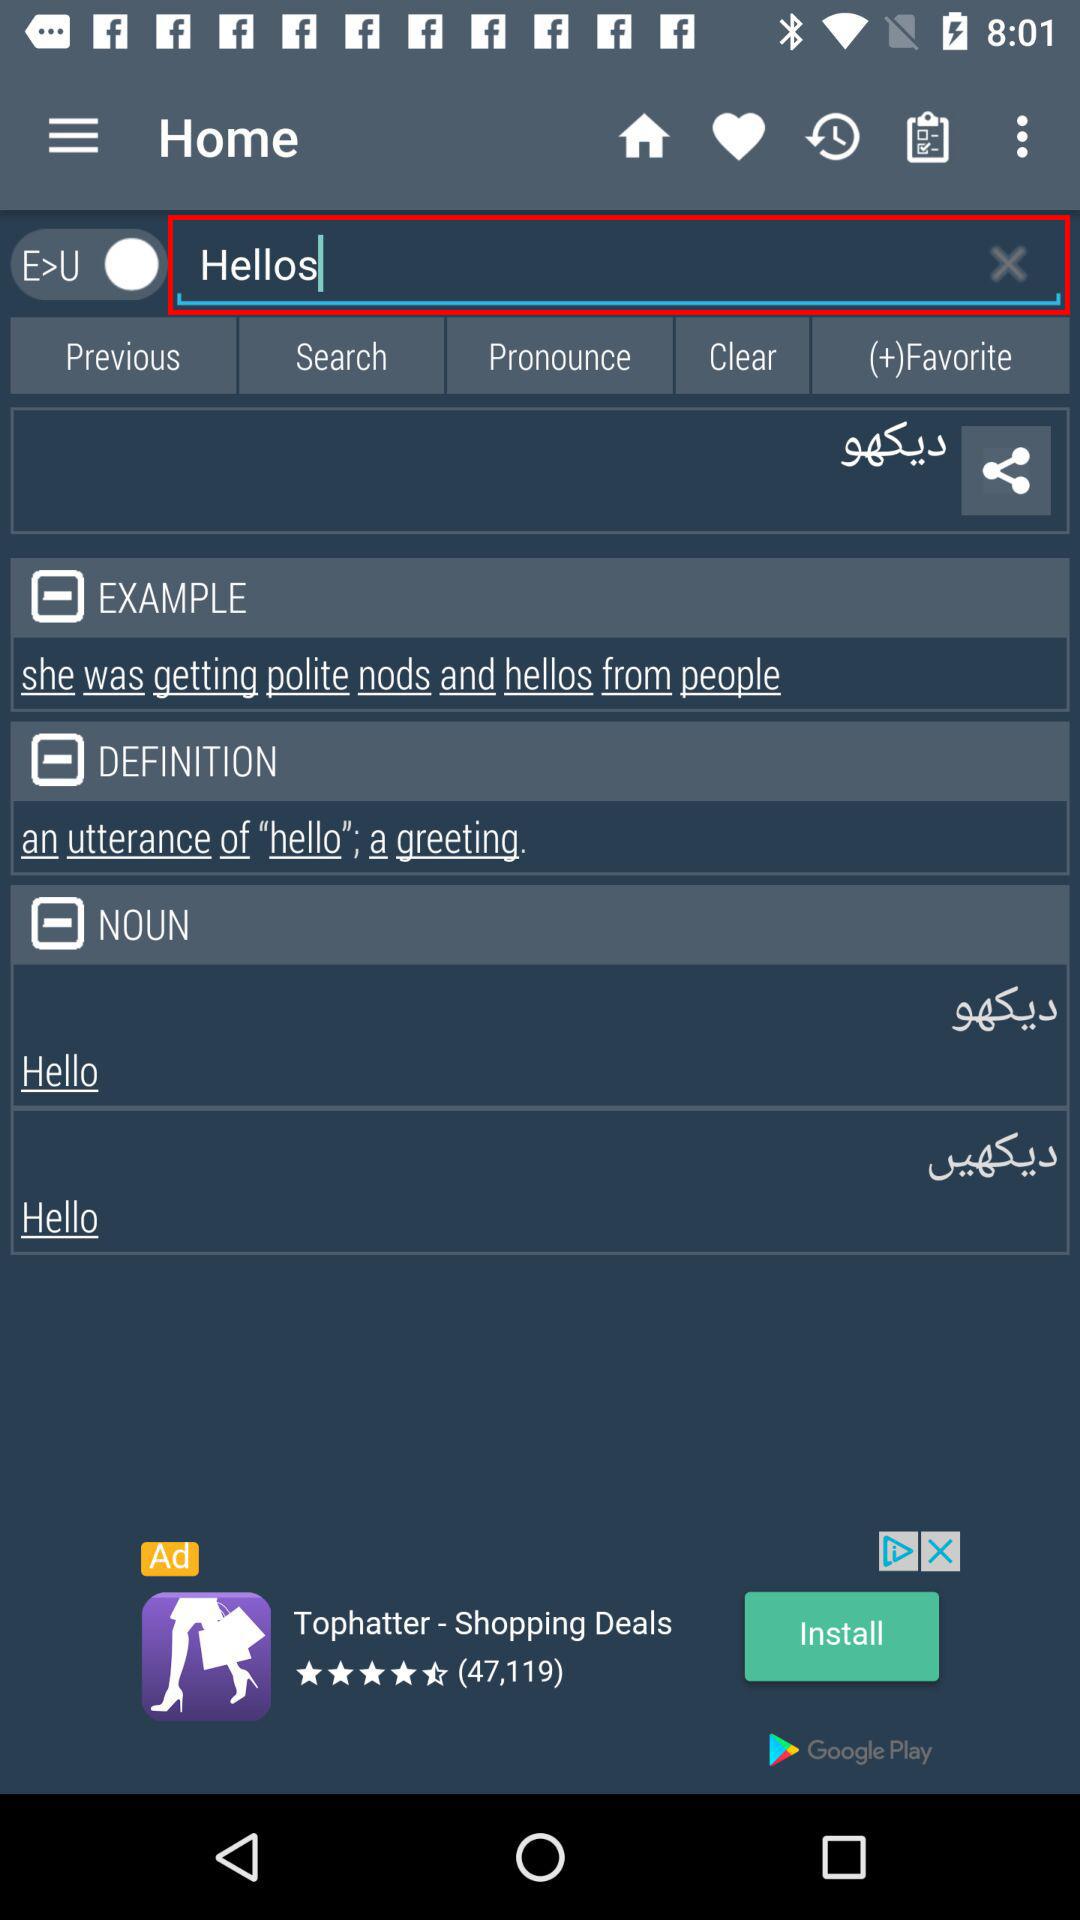 8:01
Home
E>U Hellos
Previous Search Pronounce Clear (+)Favorite
دیکھو
EXAMPLE
she was getting polite nods and hellos from people
DEFINITION
an utterance of “hello”; a greeting.
NOUN
دیکھو
Hello
دیکھیں
Hello
Ad
Tophatter - Shopping Deals
(47,119)
Install
Google Play